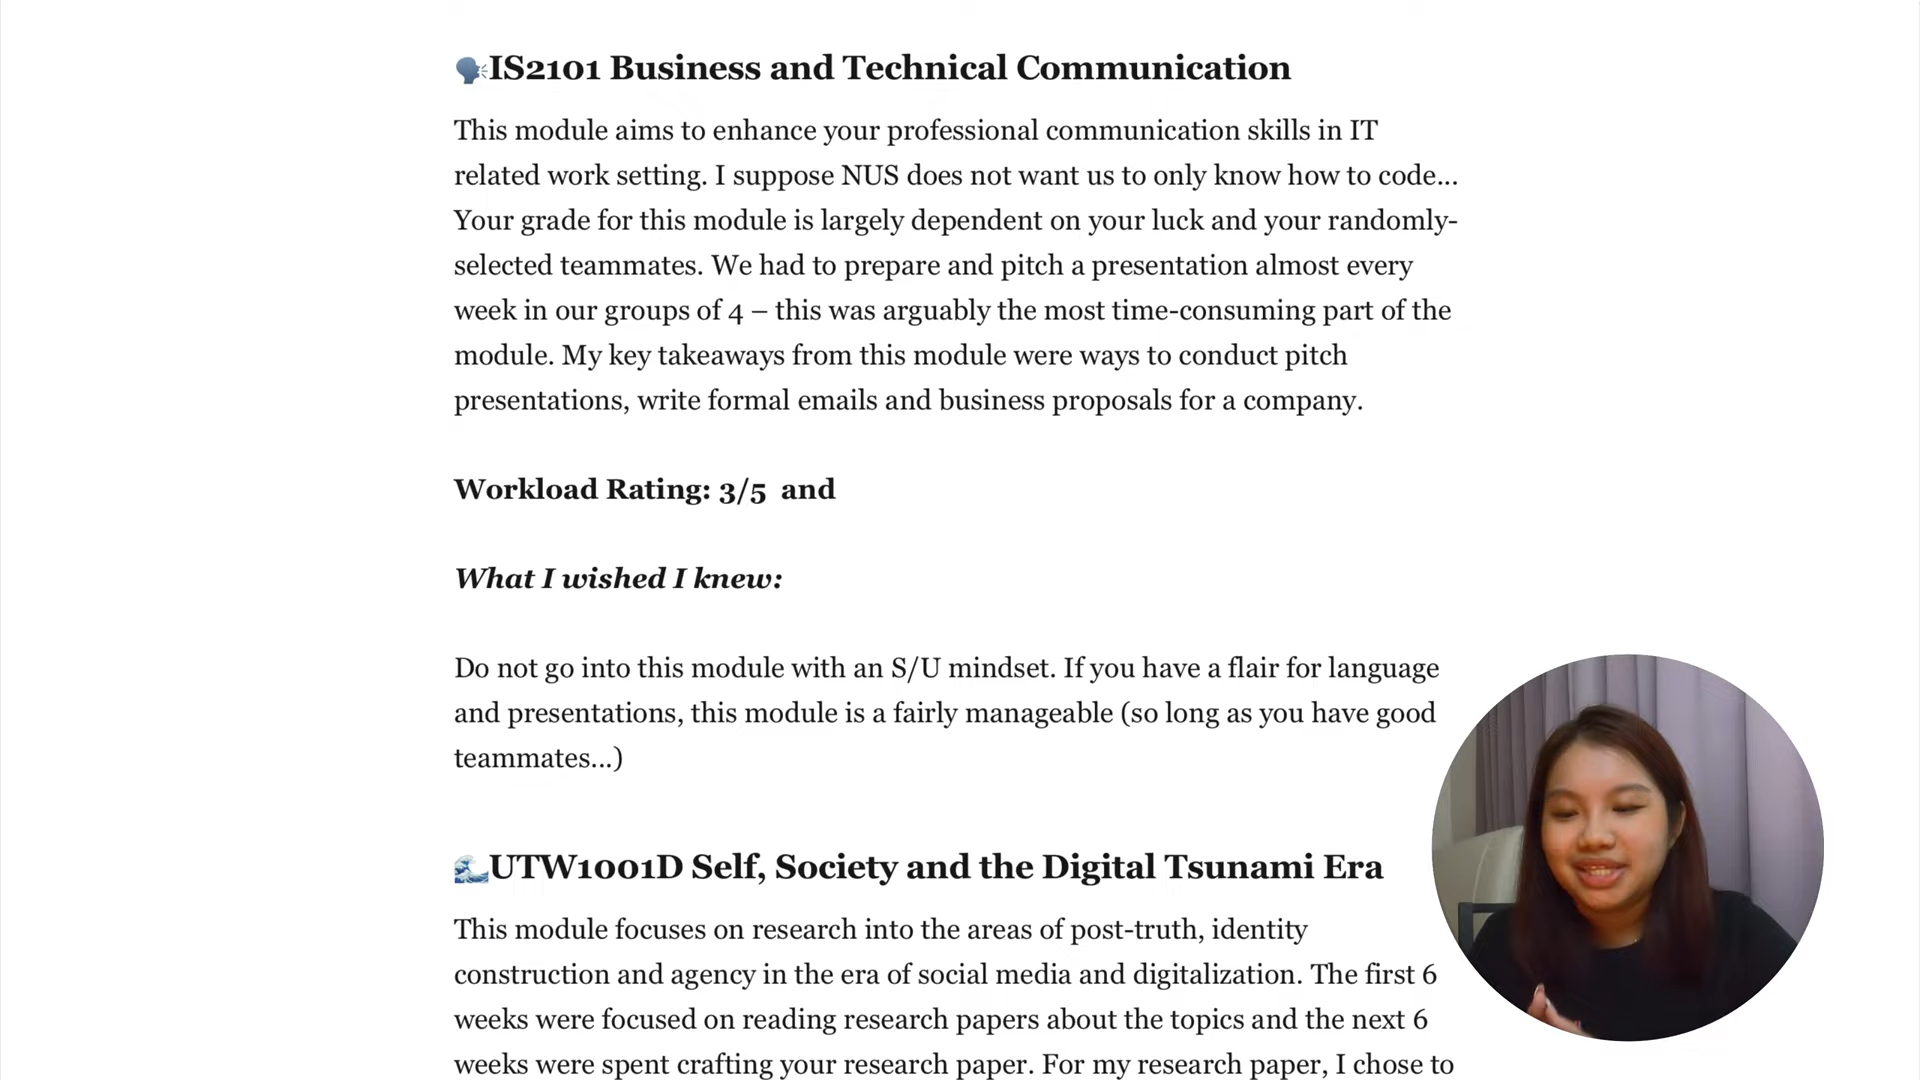 IS2101 Business and Technical Communication
This module aims to enhance your professional communication skills in IT
related work setting. I suppose NUS does not want us to only know how to code...
Your grade for this module is largely dependent on your luck and your randomly-
selected teammates. We had to prepare and pitch a presentation almost every
week in our groups of 4 – this was arguably the most time-consuming part of the
module. My key takeaways from this module were ways to conduct pitch
presentations, write formal emails and business proposals for a company.
Workload Rating: 3/5  and
What I wished I knew:
Do not go into this module with an S/U mindset. If you have a flair for language
and presentations, this module is a fairly manageable (so long as you have good
teammates...)
UTW1001D Self, Society and the Digital Tsunami Era
This module focuses on research into the areas of post-truth, identity
construction and agency in the era of social media and digitalization. The first 6
weeks were focused on reading research papers about the topics and the next 6
weeks were spent crafting your research paper. For my research paper, I chose to